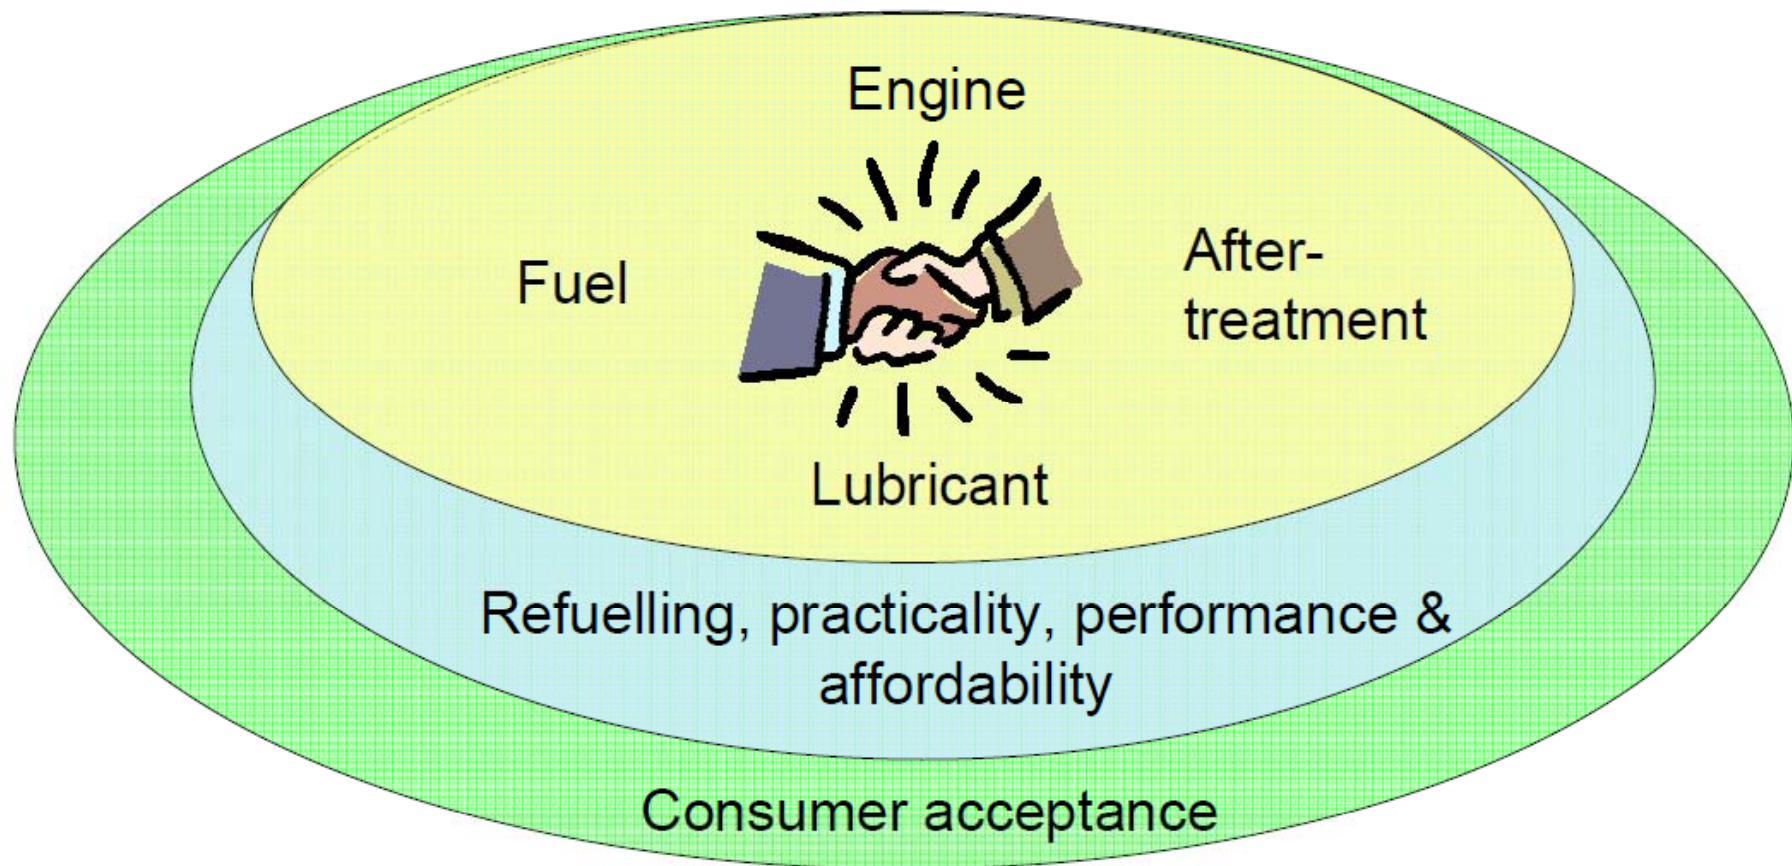 Engine
Fuel
After-
treatment
Lubricant
Refuelling, practicality, performance &
affordability
Consumer acceptance